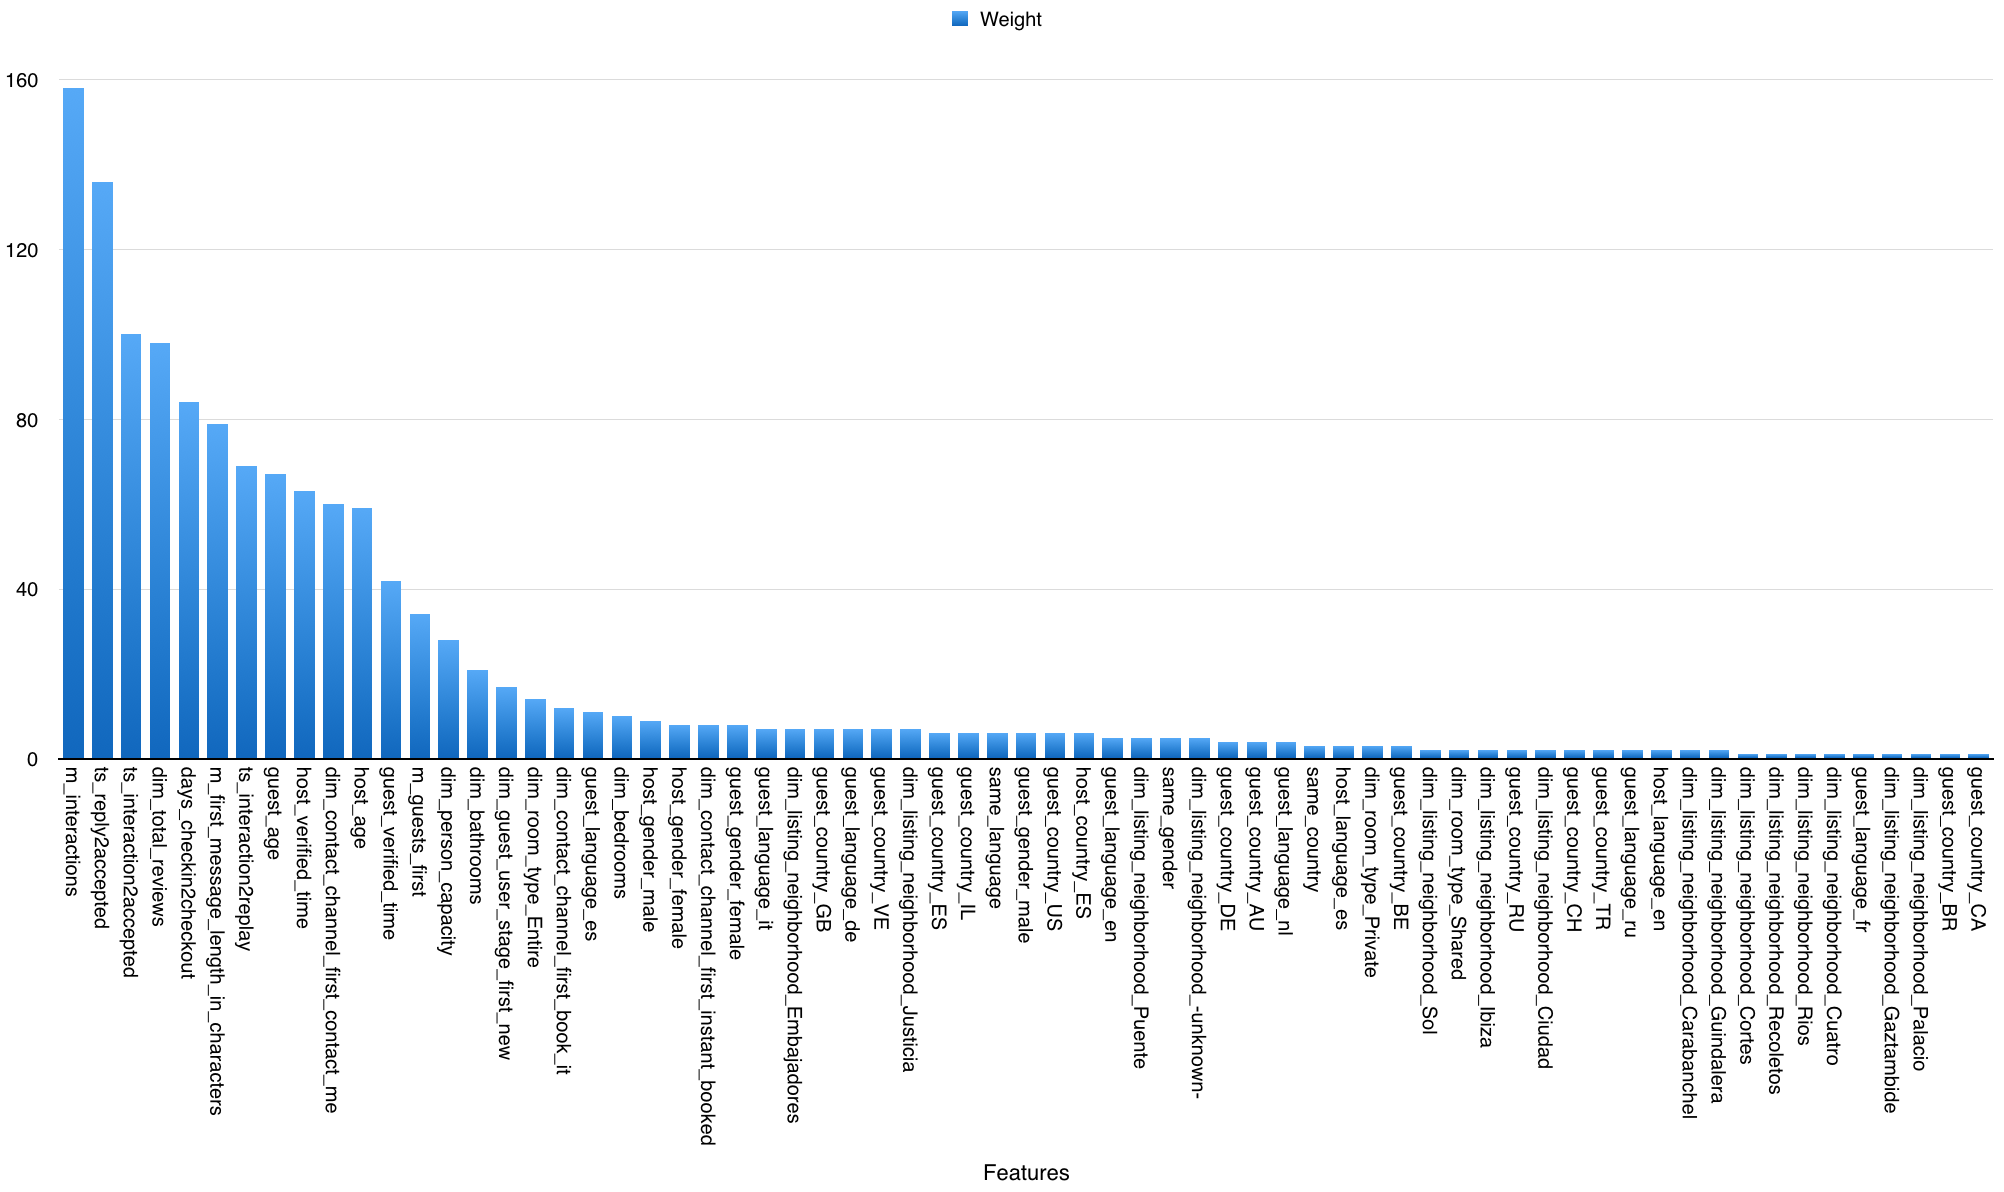 Weight
160
120
80
40
0
m_interactions
ts_reply2accepted
ts_interaction2accepted
dim_total_reviews
days_checkin2checkout
m_first_message_length_in_characters
ts_interaction2replay
guest_age
host_verified_time
dim_contact_channel_first_contact_me
host_age
guest_verified_time
m_guests_first
dim_person_capacity
dim_bathrooms
dim_guest_user_stage_first_new
dim_room_type_Entire
dim_contact_channel_first_book_it
guest_language_es
dim_bedrooms
host_gender_male
host_gender_female
dim_contact_channel_first_instant_booked
guest_gender_female
guest_language_it
dim_listing_neighborhood_Embajadores
guest_country_GB
guest_language_de
guest_country_VE
dim_listing_neighborhood_Justicia
guest_country_ES
guest_country_IL
same_language
guest_gender_male
guest_country_US
host_country_ES
guest_language_en
dim_listing_neighborhood_Puente
same_gender
dim_listing_neighborhood_-unknown-
guest_country_DE
guest_country_AU
guest_language_nl
same_country
host_language_es
dim_room_type_Private
guest_country_BE
dim_listing_neighborhood_Sol
dim_room_type_Shared
dim_listing_neighborhood_Ibiza
guest_country_RU
dim_listing_neighborhood_Ciudad
guest_country_CH
guest_country_TR
guest_language_ru
host_language_en
dim_listing_neighborhood_Carabanchel
dim_listing_neighborhood_Guindalera
dim_listing_neighborhood_Cortes
dim_listing_neighborhood_Recoletos
dim_listing_neighborhood_Rios
dim_listing_neighborhood_Cuatro
guest_language_fr
dim_listing_neighborhood_Gaztambide
dim_listing_neighborhood_Palacio
guest_country_BR
guest_country_CA
Features